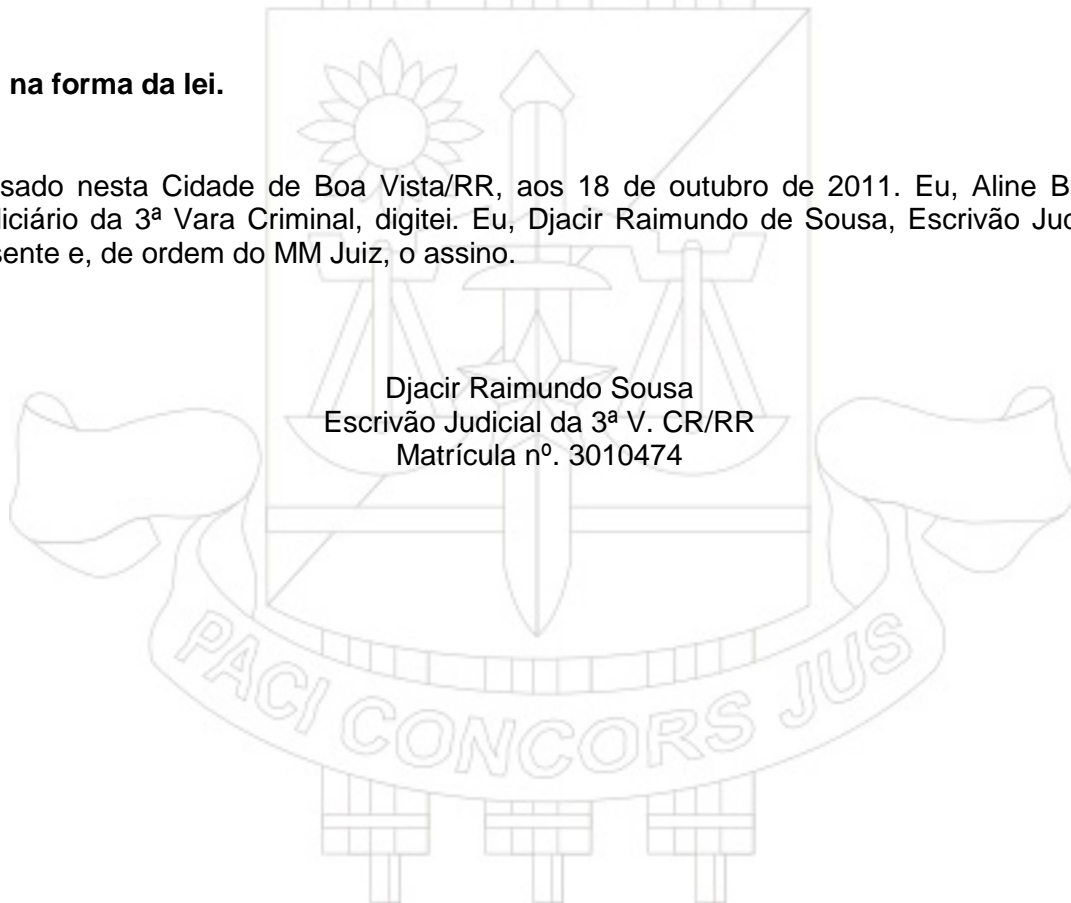 na forma da lei.
sado nesta Cidade de Boa Vista/RR, aos 18 de outubro de 2011. Eu, Aline B
iciário da 3ª Vara Criminal, digitei. Eu, Djacir Raimundo de Sousa, Escrivão Jud
sente e, de ordem do MM Juiz, o assino.
Djacir Raimundo Sousa
Escrivão Judicial da 3ª V. CR/RR
Matrícula nº. 3010474
PACI CONCORS JUS